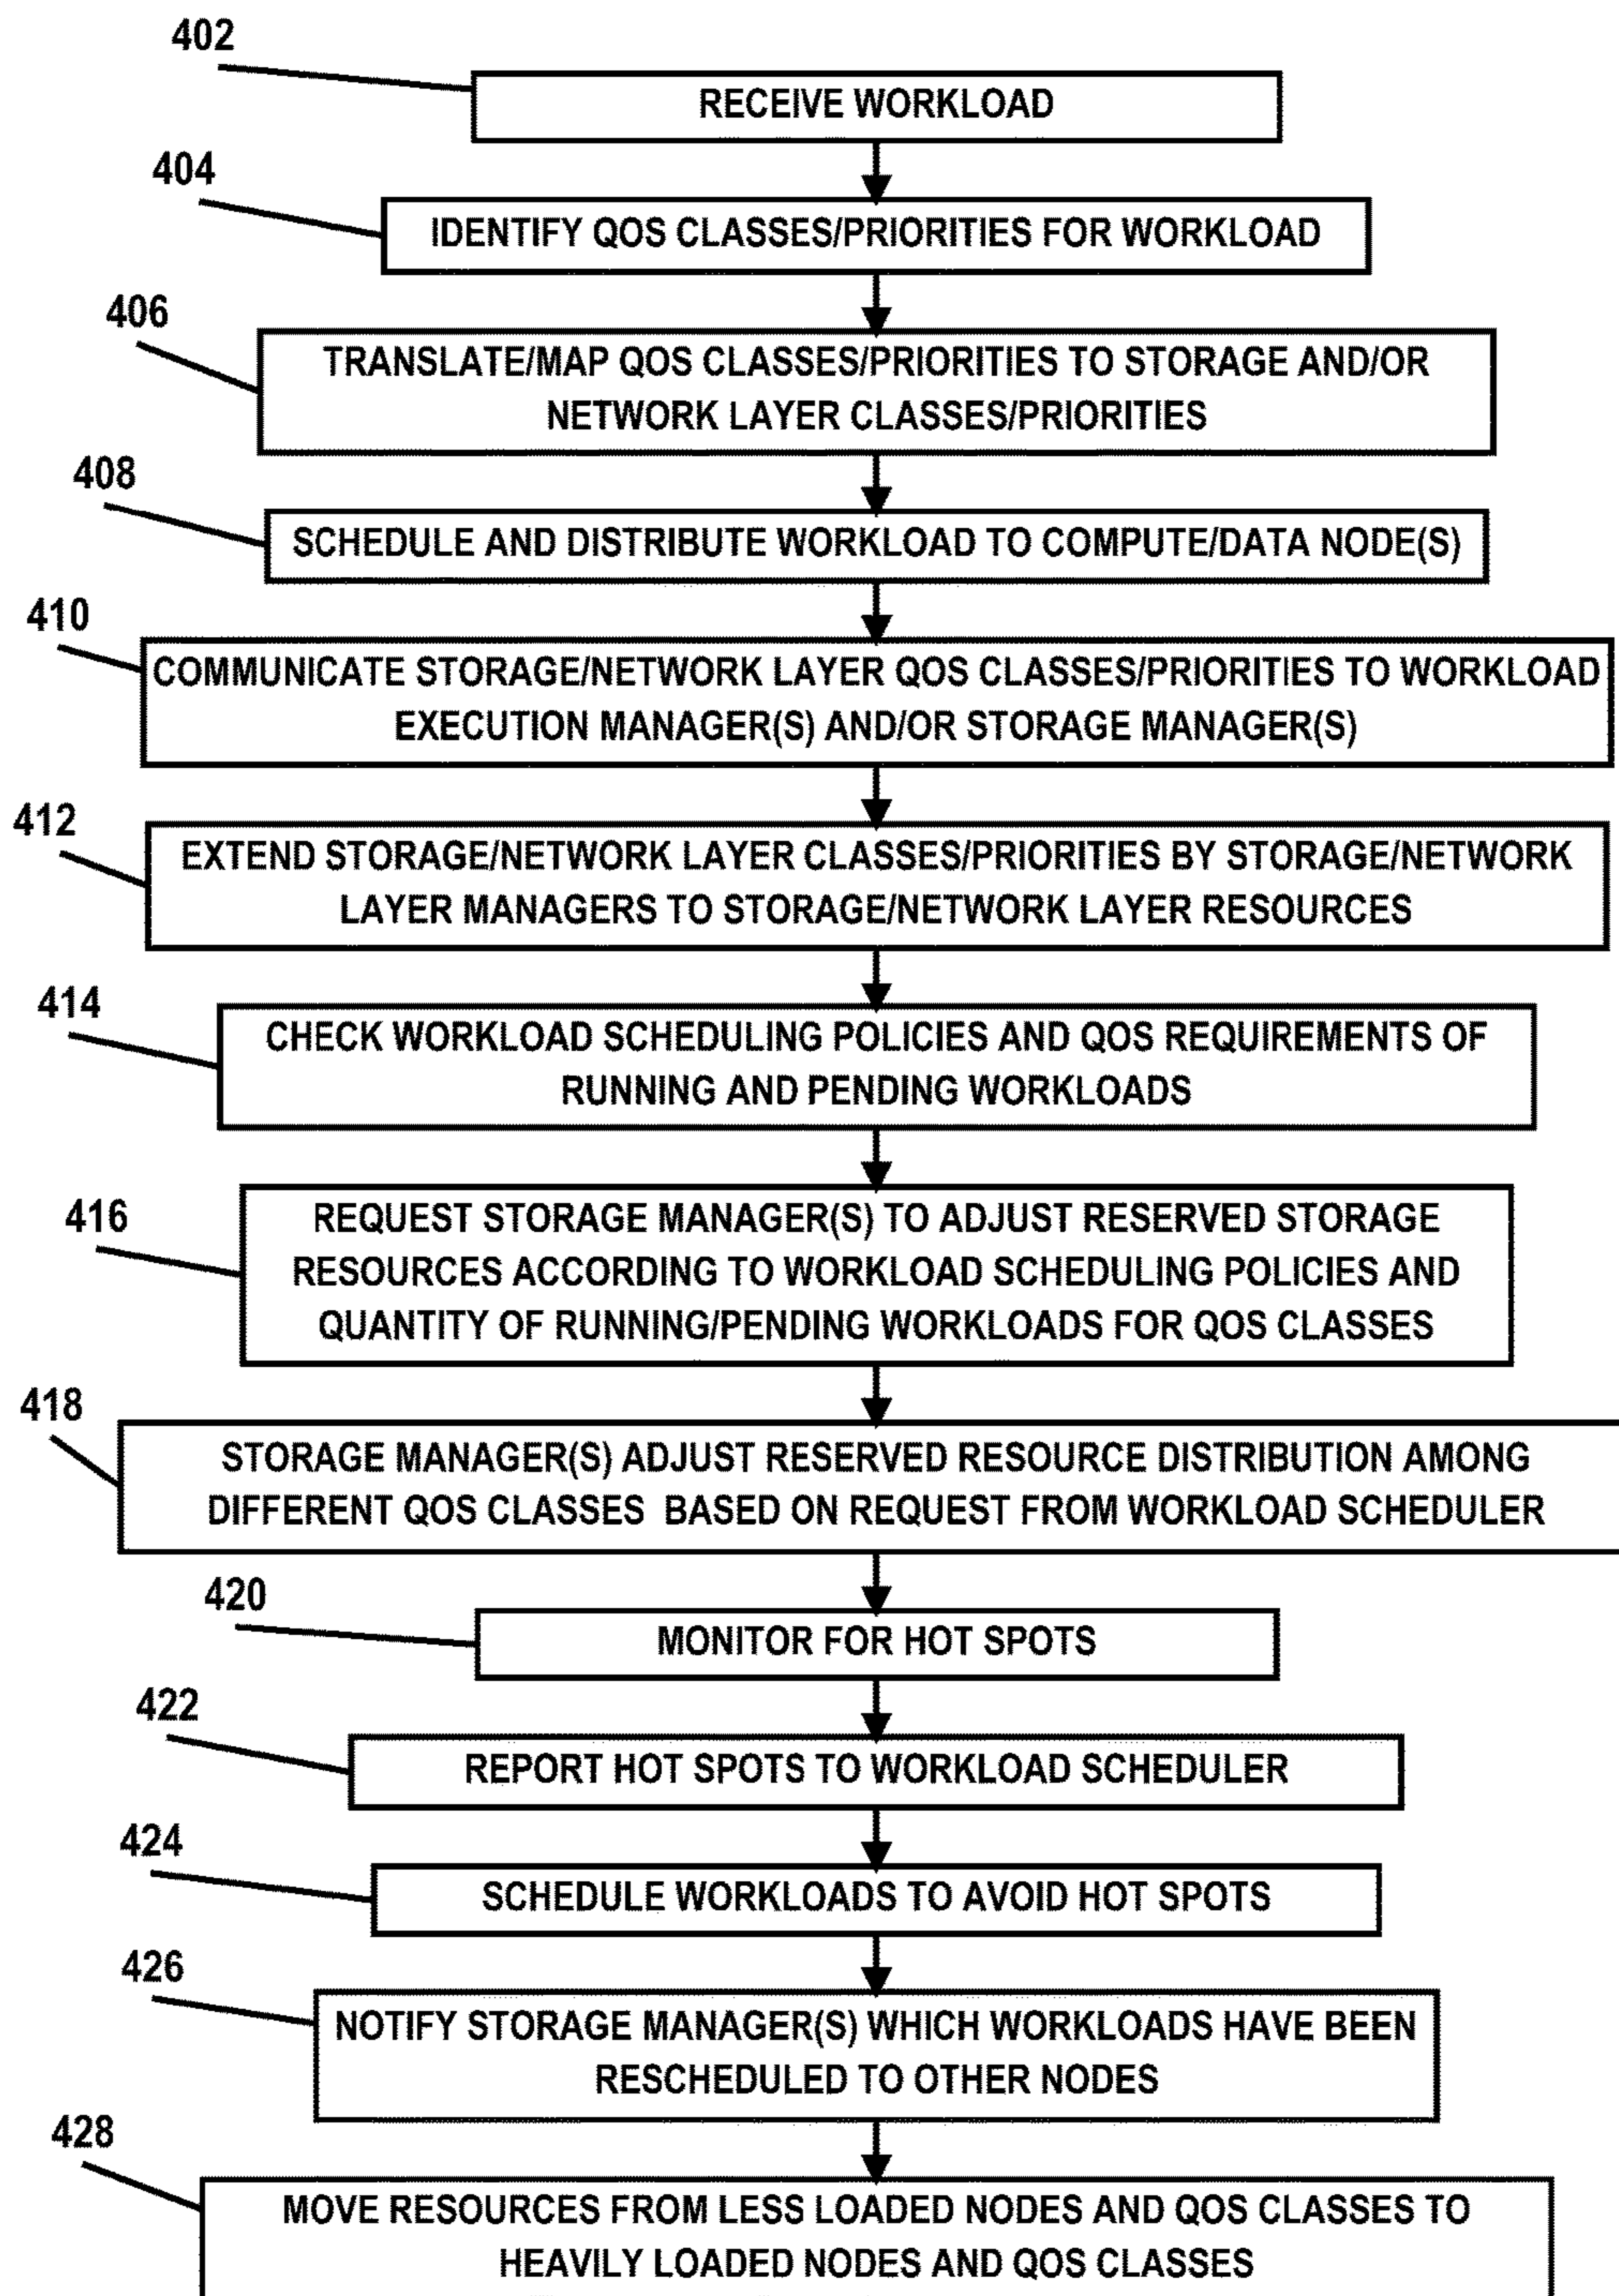 402
RECEIVE WORKLOAD
404
IDENTIFY QOS CLASSES/PRIORITIES FOR WORKLOAD
406
TRANSLATE/MAP QOS CLASSES/PRIORITIES TO STORAGE AND/OR
NETWORK LAYER CLASSES/PRIORITIES
408
SCHEDULE AND DISTRIBUTE WORKLOAD TO COMPUTE/DATA NODE(S)
410
COMMUNICATE STORAGE/NETWORK LAYER QOS CLASSES/PRIORITIES TO WORKLOAD
EXECUTION MANAGER(S) AND/OR STORAGE MANAGER(S)
412
EXTEND STORAGE/NETWORK LAYER CLASSES/PRIORITIES BY STORAGE/NETWORK
LAYER MANAGERS TO STORAGE/NETWORK LAYER RESOURCES
414
CHECK WORKLOAD SCHEDULING POLICIES AND QOS REQUIREMENTS OF
RUNNING AND PENDING WORKLOADS
416
REQUEST STORAGE MANAGER(S) TO ADJUST RESERVED STORAGE
RESOURCES ACCORDING TO WORKLOAD SCHEDULING POLICIES AND
QUANTITY OF RUNNING/PENDING WORKLOADS FOR QOS CLASSES
418
STORAGE MANAGER(S) ADJUST RESERVED RESOURCE DISTRIBUTION AMONG
DIFFERENT QOS CLASSES BASED ON REQUEST FROM WORKLOAD SCHEDULER
420
MONITOR FOR HOT SPOTS
422
REPORT HOT SPOTS TO WORKLOAD SCHEDULER
424
SCHEDULE WORKLOADS TO AVOID HOT SPOTS
426
NOTIFY STORAGE MANAGER(S) WHICH WORKLOADS HAVE BEEN
RESCHEDULED TO OTHER NODES
428
MOVE RESOURCES FROM LESS LOADED NODES AND QOS CLASSES TO
HEAVILY LOADED NODES AND QOS CLASSES